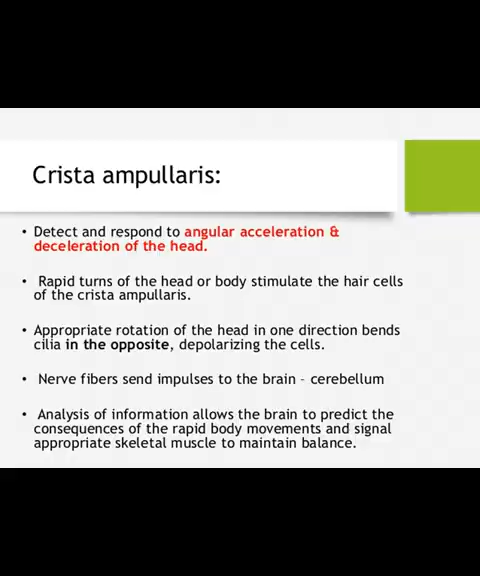 Crista ampullaris:
• Detect and respond to angular acceleration &
deceleration of the head.
• Rapid turns of the head or body stimulate the hair cells
of the crista ampullaris.
• Appropriate rotation of the head in one direction bends
cilia in the opposite, depolarizing the cells.
• Nerve fibers send impulses to the brain – cerebellum
• Analysis of information allows the brain to predict the
consequences of the rapid body movements and signal
appropriate skeletal muscle to maintain balance.